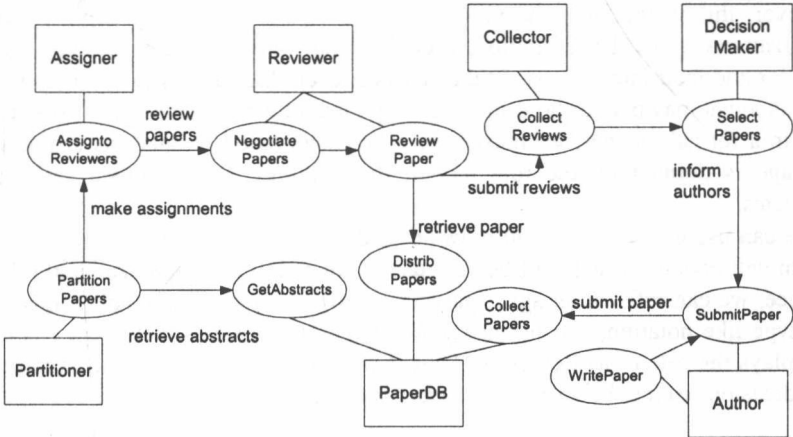 Assigner
Reviewer
Collector
Decision
Maker
review
papers
Assignto
Reviewers
Negotiate
Papers
Review
Paper
Collect
Reviews
Select
Papers
submit reviews
inform
authors
make assignments
retrieve paper
Partition
Papers
GetAbstracts
Distrib
Papers
retrieve abstracts
Collect
Papers
submit paper
SubmitPaper
Partitioner
PaperDB
WritePaper
Author